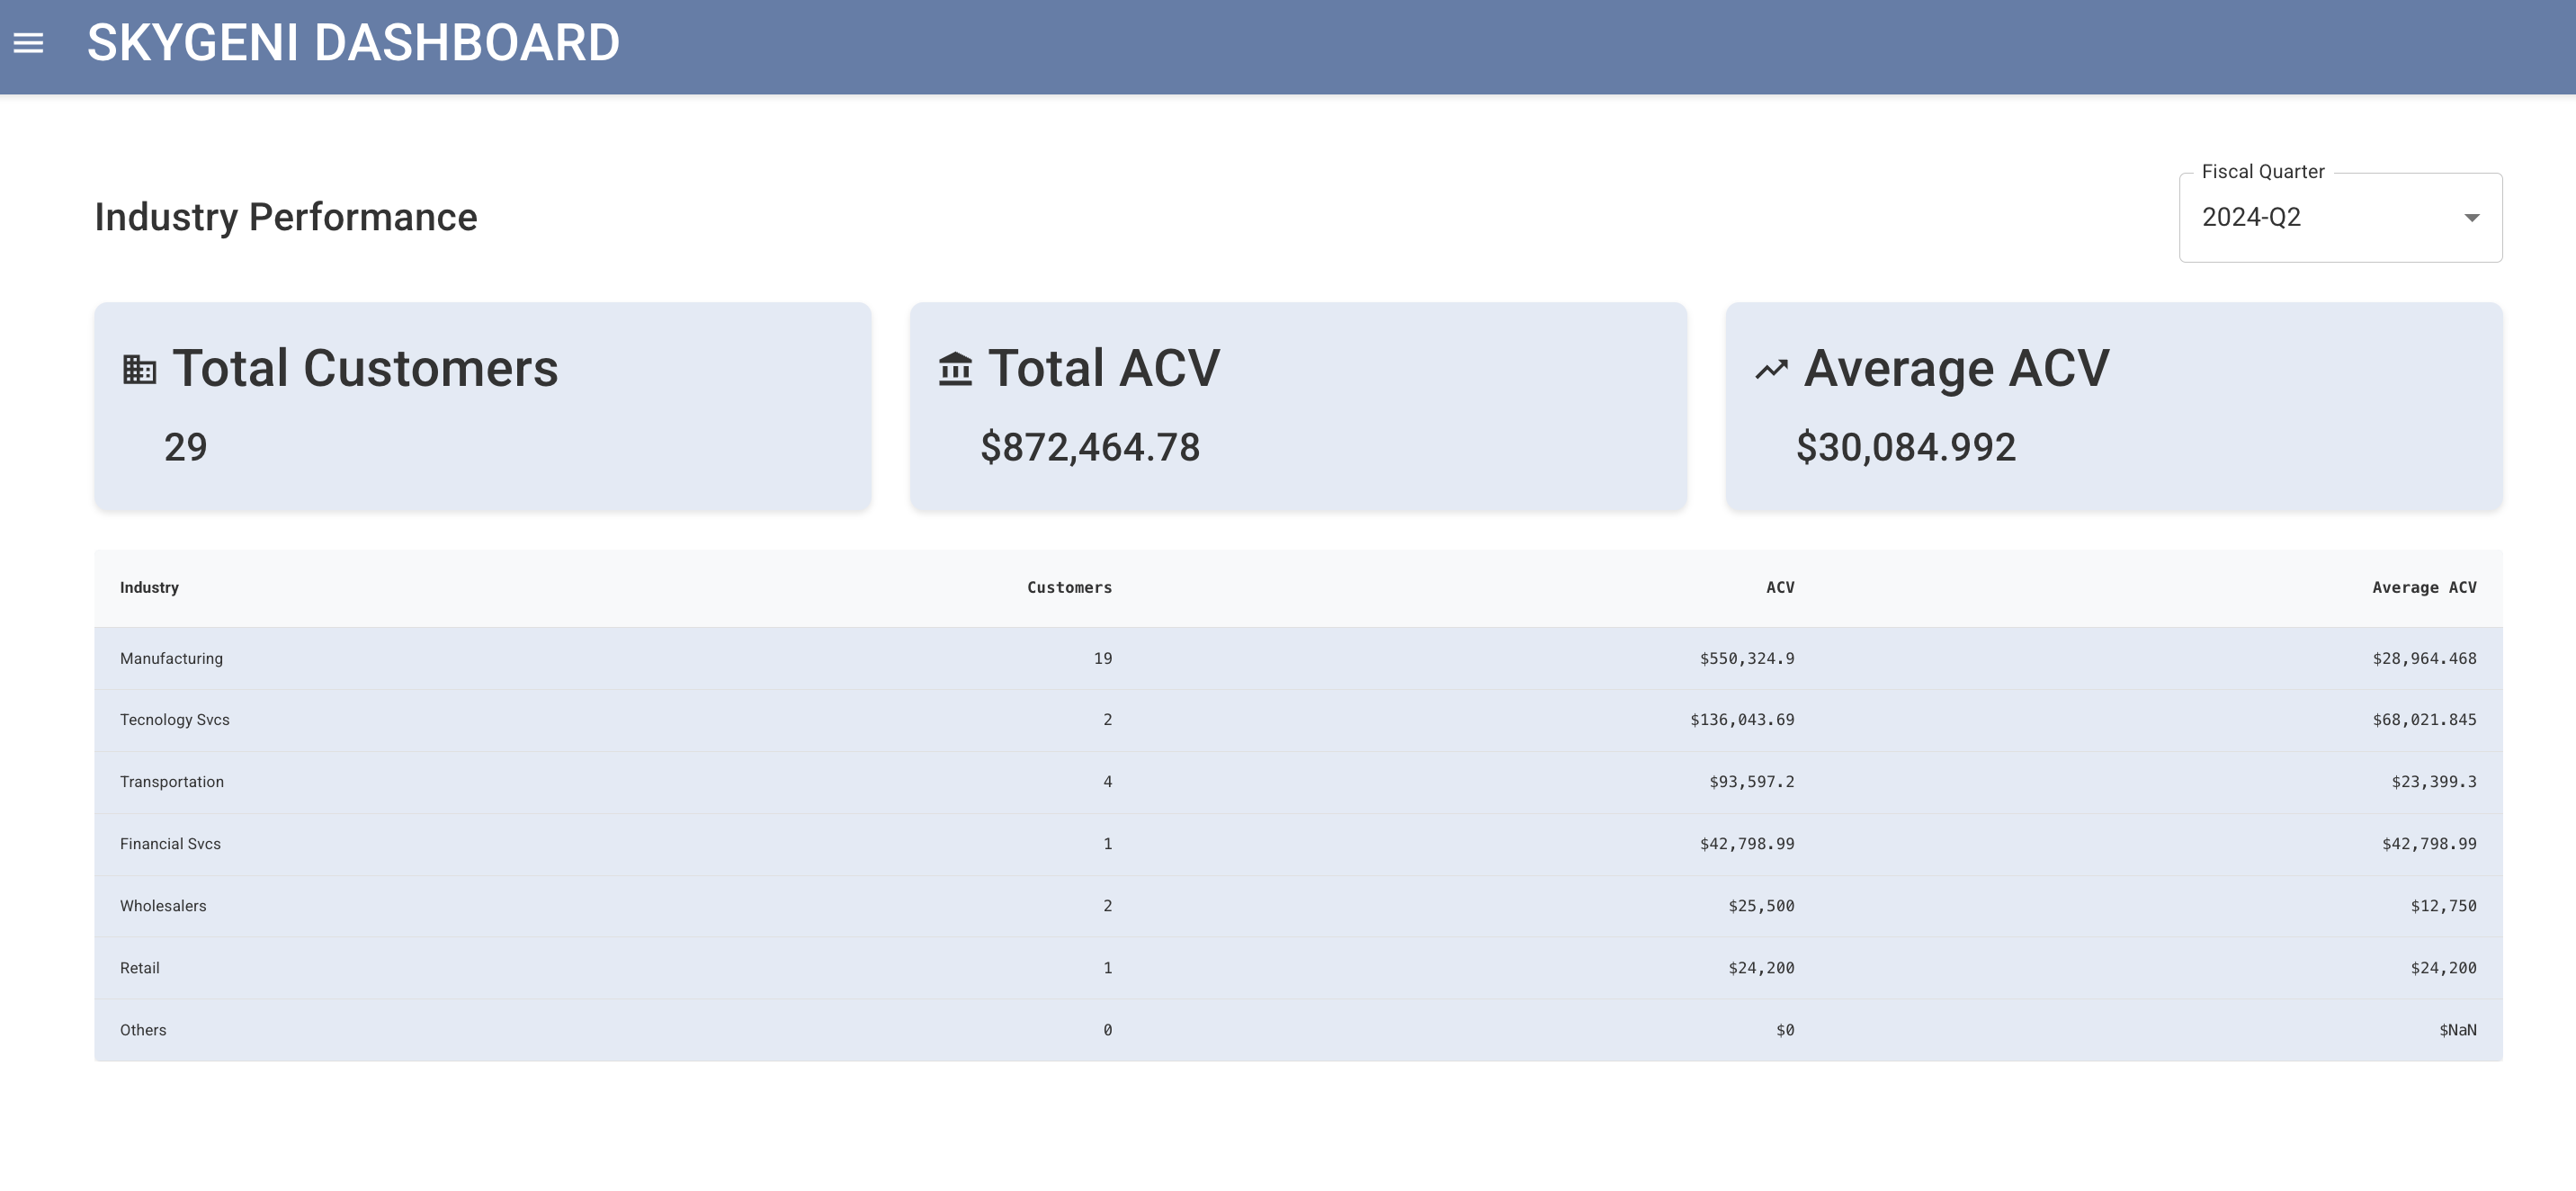 SKYGENI DASHBOARD
Fiscal Quarter
Industry Performance
2024-Q2
Total Customers
29
Total ACV
$872,464.78
Average ACV
$30,084.992
Industry Customers ACV Average ACV
Manufacturing 19 $550,324.9 $28,964.468
Tecnology Svcs 2 $136,043.69 $68,021.845
Transportation 4 $93,597.2 $23,399.3
Financial Svcs 1 $42,798.99 $42,798.99
Wholesalers 2 $25,500 $12,750
Retail 1 $24,200 $24,200
Others 0 $0 $NaN